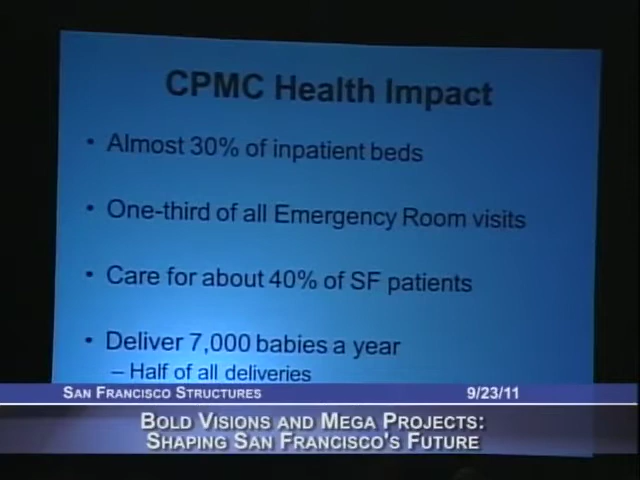 CPMC Health Impact
• Almost 30% of inpatient beds
• One-third of all Emergency Room visits
• Care for about 40% of SF patients
• Deliver 7,000 babies a year
– Half of all deliveries
SAN FRANCISCO STRUCTURES 9/23/11
BOLD VISIONS AND MEGA PROJECTS:
SHAPING SAN FRANCISCO'S FUTURE